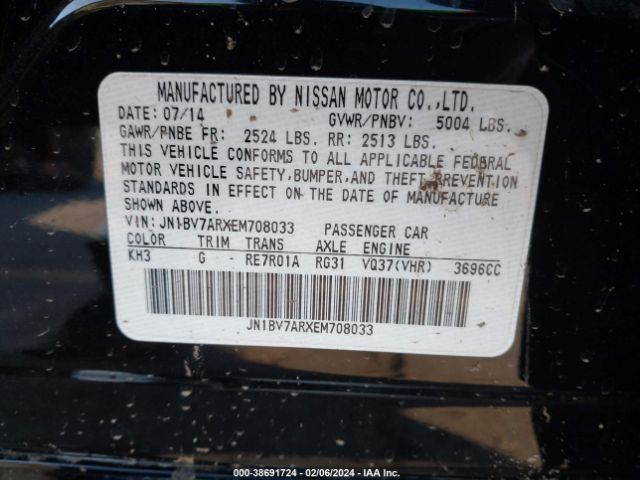 MANUFACTURED BY NISSAN MOTOR CO.,LTD.
DATE: 07/14 GVWR/PNBV: 5004 LBS.
GAWR/PNBE FR: 2524 LBS. RR: 2513 LBS.
THIS VEHICLE CONFORMS TO ALL APPLICABLE FEDERAL
MOTOR VEHICLE SAFETY, BUMPER, AND THEFT PREVENTION
STANDARDS IN EFFECT ON THE DATE OF MANUFACTURE
SHOWN ABOVE.
VIN: JN1BV7ARXEM708033 PASSENGER CAR
COLOR TRIM TRANS AXLE ENGINE
KH3 G - RE7R01A RG31 VQ37(VHR) 3696CC
JN1BV7ARXEM708033
000-38691724 - 02/06/2024 - IAA Inc.